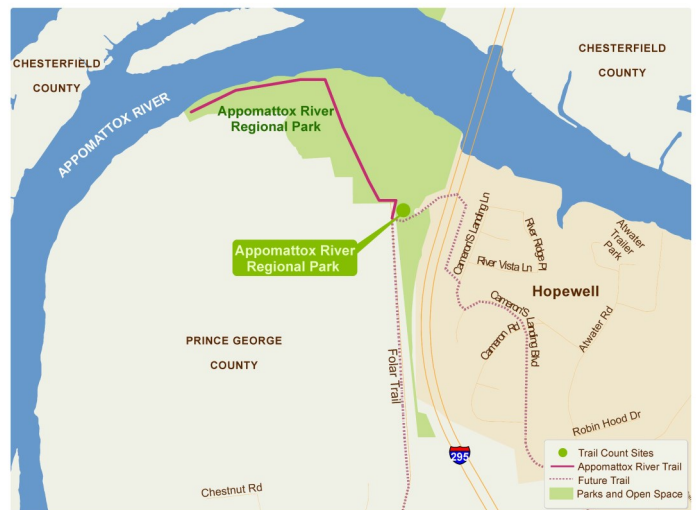 CHESTERFIELD
COUNTY
CHESTERFIELD
COUNTY
APPOMATTOX RIVER
Appomattox River
Regional Park
Appomattox River
Regional Park
Cameron'S Landing Ln
River Ridge Pl
River Vista Ln
Atwater
Trailer
Park
Hopewell
Cameron'S Landing Blvd
Cameron Rd
Atwater Rd
PRINCE GEORGE
COUNTY
Folar Trail
Robin Hood Dr
295
Chestnut Rd
Trail Count Sites
Appomattox River Trail
Future Trail
Parks and Open Space